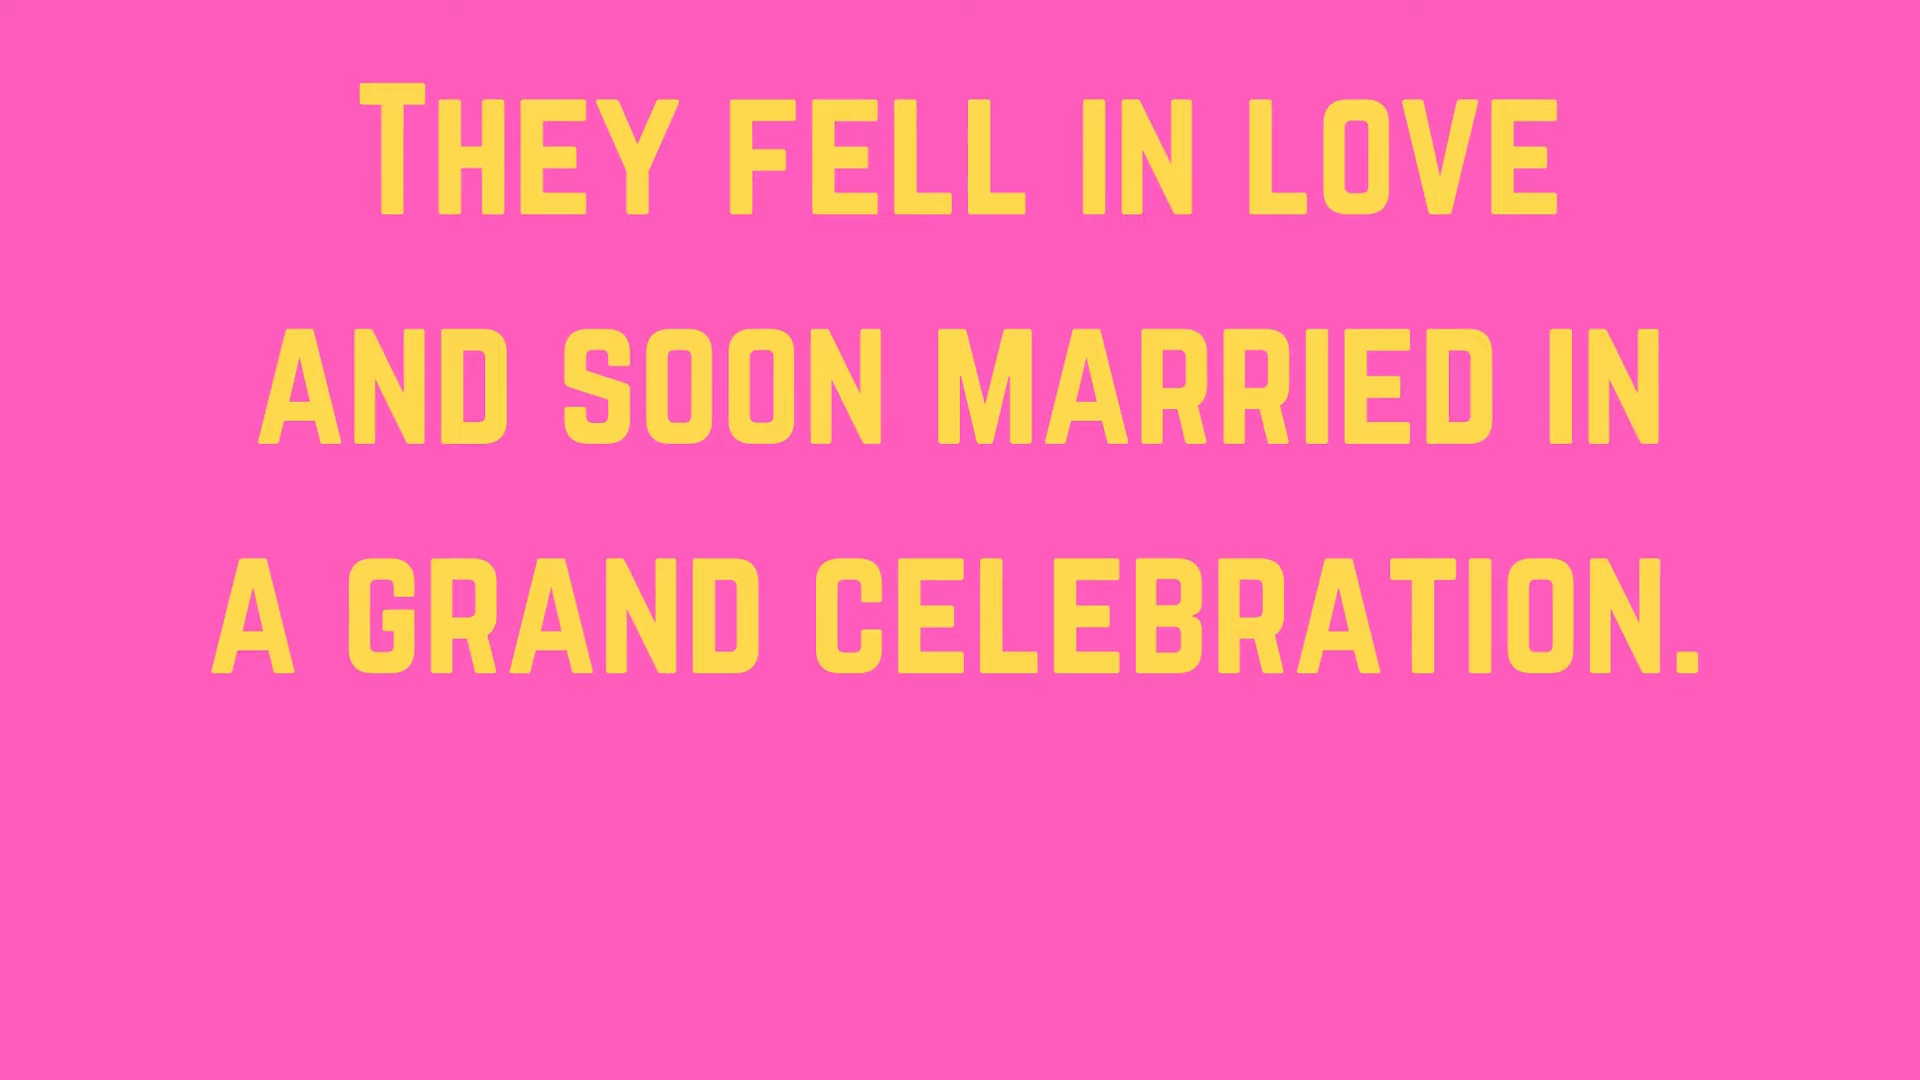 They fell in love
and soon married in
a grand celebration.